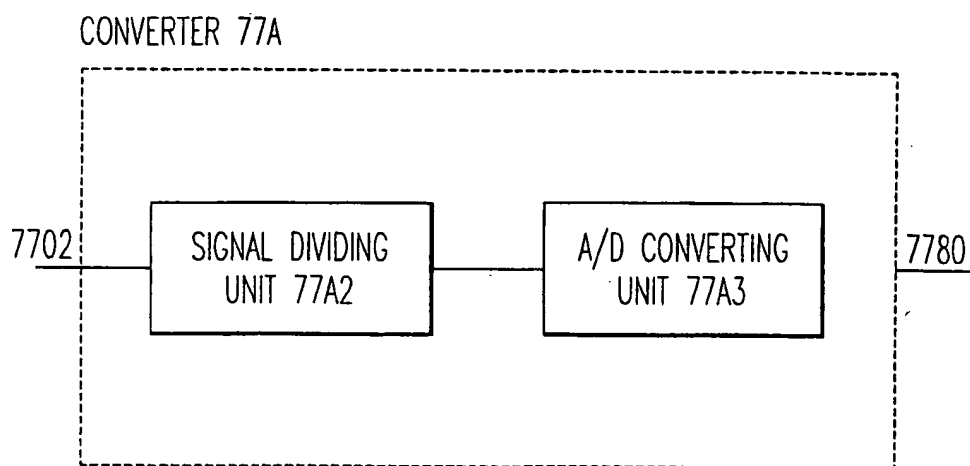 CONVERTER 77A
7702
SIGNAL DIVIDING
UNIT 77A2
A/D CONVERTING
UNIT 77A3
7780